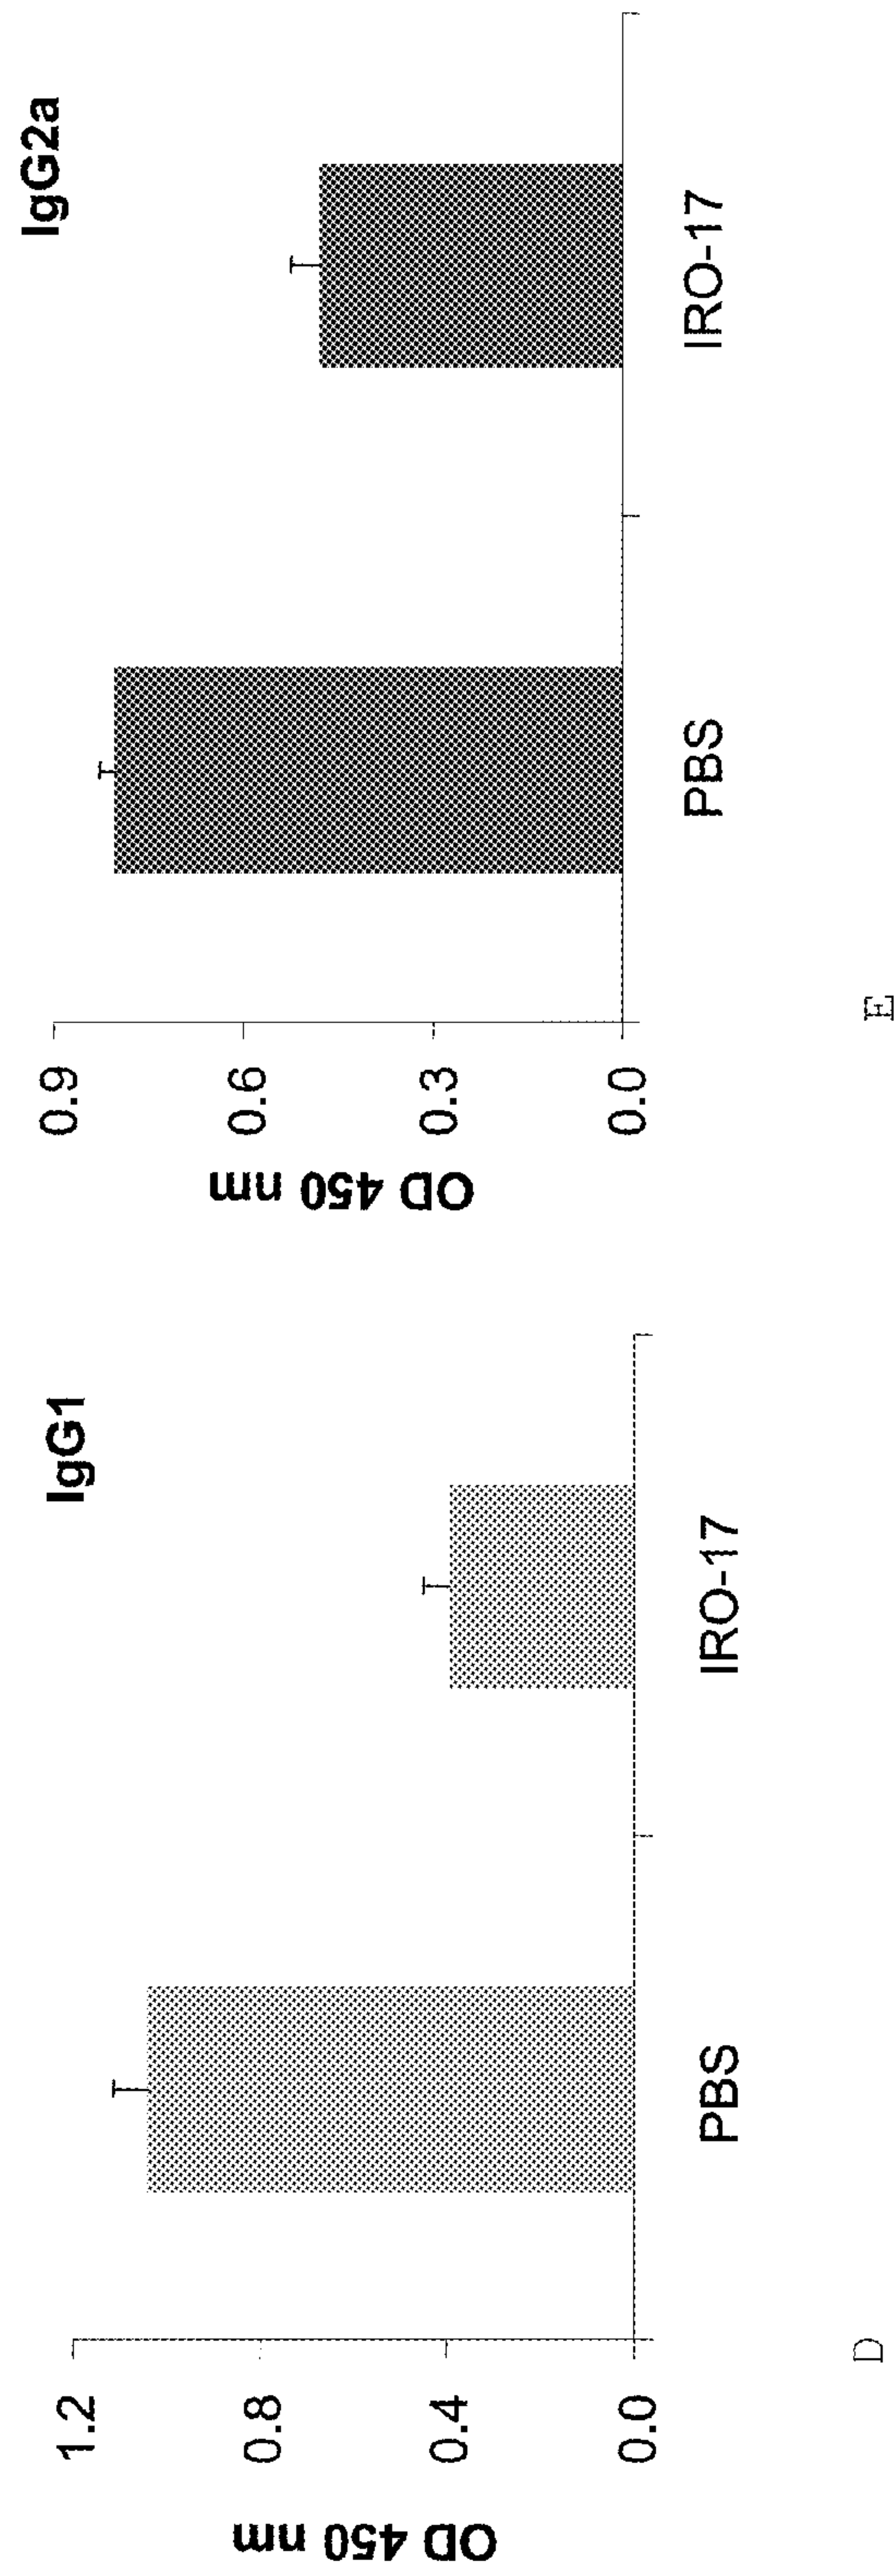 IgG1
OD 450 nm
1.2
0.8
0.4
0.0
PBS
IRO-17
D
IgG2a
OD 450 nm
0.9
0.6
0.3
0.0
PBS
IRO-17
E